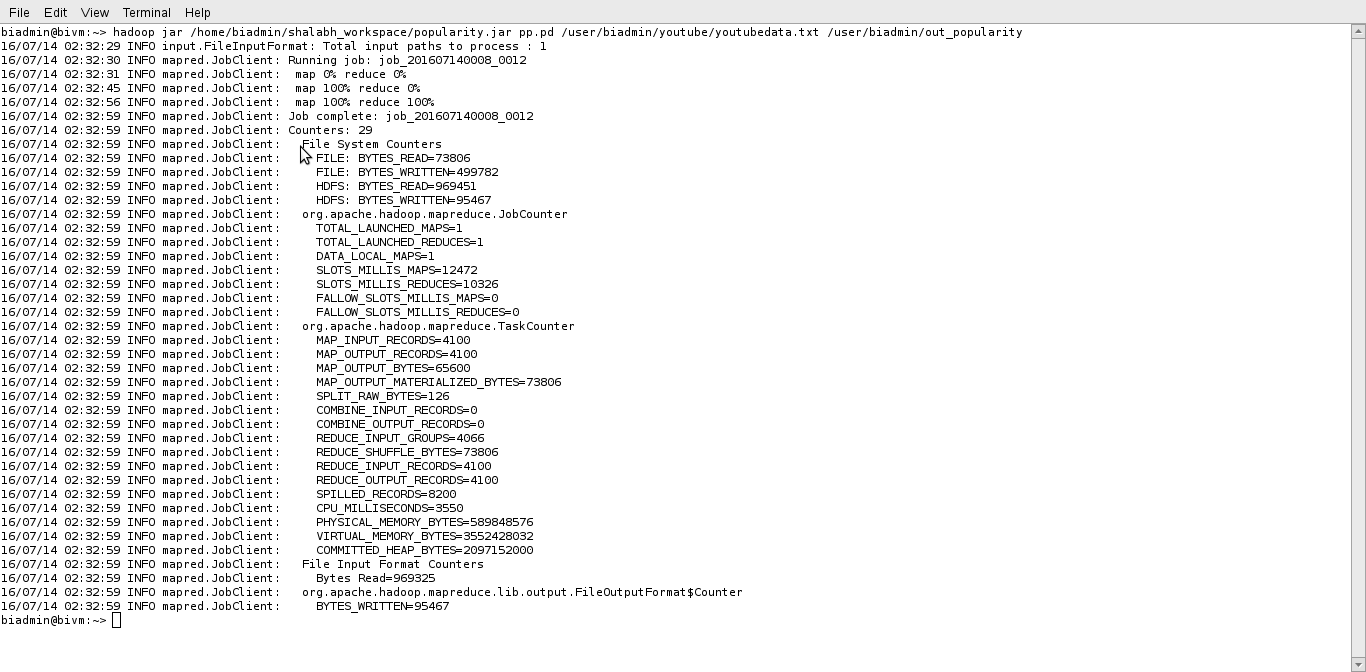 File Edit View Terminal Help
biadmin@bivm:~> hadoop jar /home/biadmin/shalabh_workspace/popularity.jar pp.pd /user/biadmin/youtube/youtubedata.txt /user/biadmin/out_popularity
16/07/14 02:32:29 INFO input.FileInputFormat: Total input paths to process : 1
16/07/14 02:32:30 INFO mapred.JobClient: Running job: job_201607140008_0012
16/07/14 02:32:31 INFO mapred.JobClient:  map 0% reduce 0%
16/07/14 02:32:45 INFO mapred.JobClient:  map 100% reduce 0%
16/07/14 02:32:56 INFO mapred.JobClient:  map 100% reduce 100%
16/07/14 02:32:59 INFO mapred.JobClient: Job complete: job_201607140008_0012
16/07/14 02:32:59 INFO mapred.JobClient: Counters: 29
16/07/14 02:32:59 INFO mapred.JobClient:   File System Counters
16/07/14 02:32:59 INFO mapred.JobClient:     FILE: BYTES_READ=73806
16/07/14 02:32:59 INFO mapred.JobClient:     FILE: BYTES_WRITTEN=499782
16/07/14 02:32:59 INFO mapred.JobClient:     HDFS: BYTES_READ=969451
16/07/14 02:32:59 INFO mapred.JobClient:     HDFS: BYTES_WRITTEN=95467
16/07/14 02:32:59 INFO mapred.JobClient:   org.apache.hadoop.mapreduce.JobCounter
16/07/14 02:32:59 INFO mapred.JobClient:     TOTAL_LAUNCHED_MAPS=1
16/07/14 02:32:59 INFO mapred.JobClient:     TOTAL_LAUNCHED_REDUCES=1
16/07/14 02:32:59 INFO mapred.JobClient:     DATA_LOCAL_MAPS=1
16/07/14 02:32:59 INFO mapred.JobClient:     SLOTS_MILLIS_MAPS=12472
16/07/14 02:32:59 INFO mapred.JobClient:     SLOTS_MILLIS_REDUCES=10326
16/07/14 02:32:59 INFO mapred.JobClient:     FALLOW_SLOTS_MILLIS_MAPS=0
16/07/14 02:32:59 INFO mapred.JobClient:     FALLOW_SLOTS_MILLIS_REDUCES=0
16/07/14 02:32:59 INFO mapred.JobClient:   org.apache.hadoop.mapreduce.TaskCounter
16/07/14 02:32:59 INFO mapred.JobClient:     MAP_INPUT_RECORDS=4100
16/07/14 02:32:59 INFO mapred.JobClient:     MAP_OUTPUT_RECORDS=4100
16/07/14 02:32:59 INFO mapred.JobClient:     MAP_OUTPUT_BYTES=65600
16/07/14 02:32:59 INFO mapred.JobClient:     MAP_OUTPUT_MATERIALIZED_BYTES=73806
16/07/14 02:32:59 INFO mapred.JobClient:     SPLIT_RAW_BYTES=126
16/07/14 02:32:59 INFO mapred.JobClient:     COMBINE_INPUT_RECORDS=0
16/07/14 02:32:59 INFO mapred.JobClient:     COMBINE_OUTPUT_RECORDS=0
16/07/14 02:32:59 INFO mapred.JobClient:     REDUCE_INPUT_GROUPS=4066
16/07/14 02:32:59 INFO mapred.JobClient:     REDUCE_SHUFFLE_BYTES=73806
16/07/14 02:32:59 INFO mapred.JobClient:     REDUCE_INPUT_RECORDS=4100
16/07/14 02:32:59 INFO mapred.JobClient:     REDUCE_OUTPUT_RECORDS=4100
16/07/14 02:32:59 INFO mapred.JobClient:     SPILLED_RECORDS=8200
16/07/14 02:32:59 INFO mapred.JobClient:     CPU_MILLISECONDS=3550
16/07/14 02:32:59 INFO mapred.JobClient:     PHYSICAL_MEMORY_BYTES=589848576
16/07/14 02:32:59 INFO mapred.JobClient:     VIRTUAL_MEMORY_BYTES=3552428032
16/07/14 02:32:59 INFO mapred.JobClient:     COMMITTED_HEAP_BYTES=2097152000
16/07/14 02:32:59 INFO mapred.JobClient:   File Input Format Counters
16/07/14 02:32:59 INFO mapred.JobClient:     Bytes Read=969325
16/07/14 02:32:59 INFO mapred.JobClient:   org.apache.hadoop.mapreduce.lib.output.FileOutputFormat$Counter
16/07/14 02:32:59 INFO mapred.JobClient:     BYTES_WRITTEN=95467
biadmin@bivm:~>